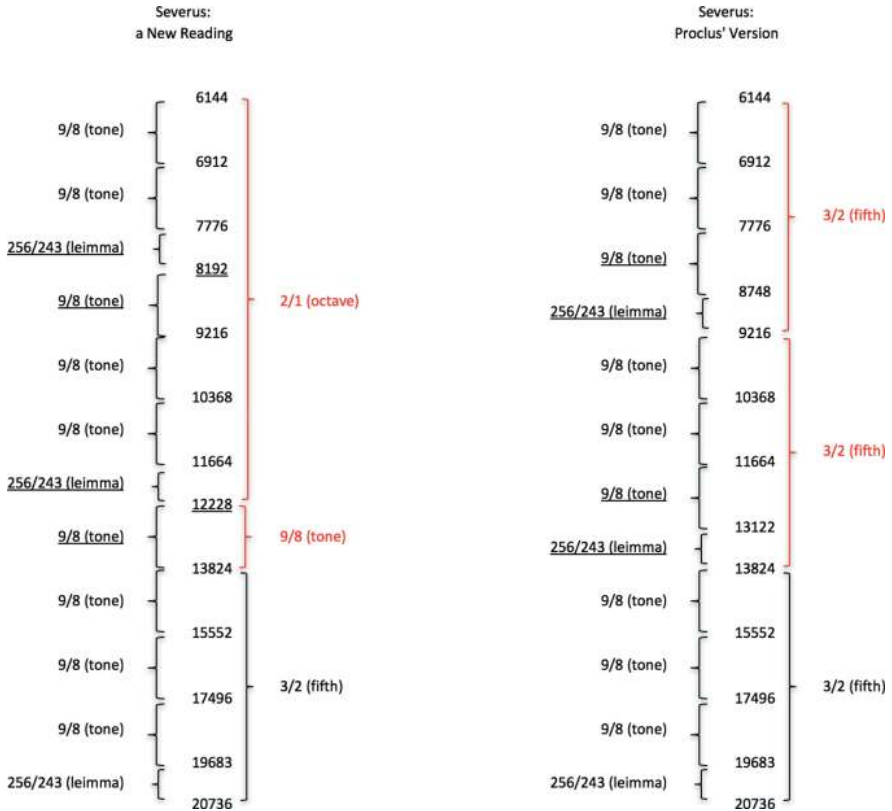 Severus:
a New Reading
6144
9/8 (tone)
6912
9/8 (tone)
7776
256/243 (leimma)
8192
9/8 (tone)
2/1 (octave)
9216
9/8 (tone)
10368
9/8 (tone)
11664
256/243 (leimma)
12228
9/8 (tone)
9/8 (tone)
13824
9/8 (tone)
15552
9/8 (tone)
3/2 (fifth)
17496
9/8 (tone)
19683
256/243 (leimma)
20736
Severus:
Proclus' Version
6144
9/8 (tone)
6912
9/8 (tone)
3/2 (fifth)
7776
9/8 (tone)
8748
256/243 (leimma)
9216
9/8 (tone)
10368
9/8 (tone)
3/2 (fifth)
11664
9/8 (tone)
13122
256/243 (leimma)
13824
9/8 (tone)
15552
9/8 (tone)
3/2 (fifth)
17496
9/8 (tone)
19683
256/243 (leimma)
20736